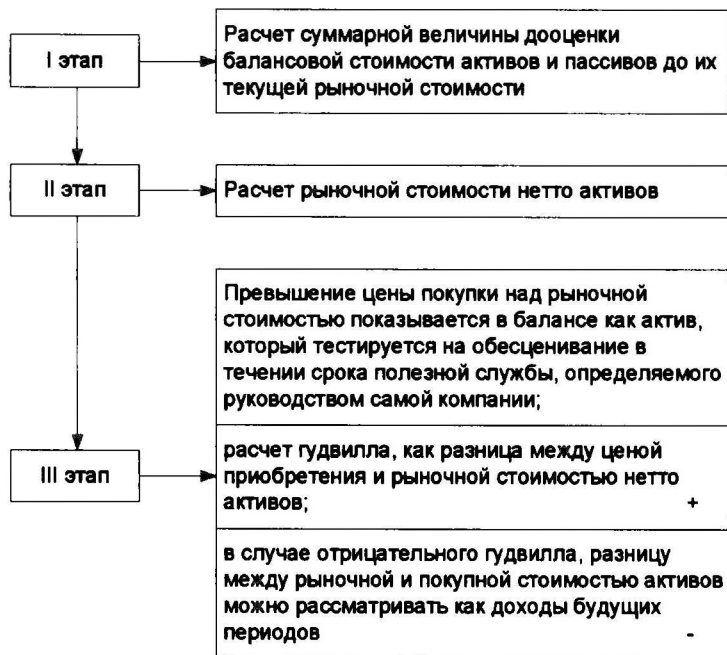 I этап
Расчет суммарной величины дооценки
балансовой стоимости активов и пассивов до их
текущей рыночной стоимости
II этап
Расчет рыночной стоимости нетто активов
III этап
Превышение цены покупки над рыночной
стоимостью показывается в балансе как актив,
который тестируется на обесценивание в
течении срока полезной службы, определяемого
руководством самой компании;
расчет гудвилла, как разница между ценой
приобретения и рыночной стоимостью нетто
активов; +
в случае отрицательного гудвилла, разницу
между рыночной и покупной стоимостью активов
можно рассматривать как доходы будущих
периодов -